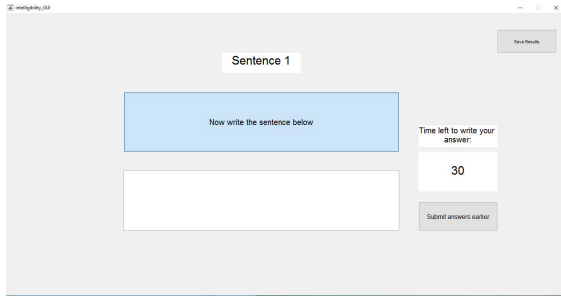 intelligibility_GUI
Save Results
Sentence 1
Now write the sentence below
Time left to write your
answer:
30
Submit answers earlier